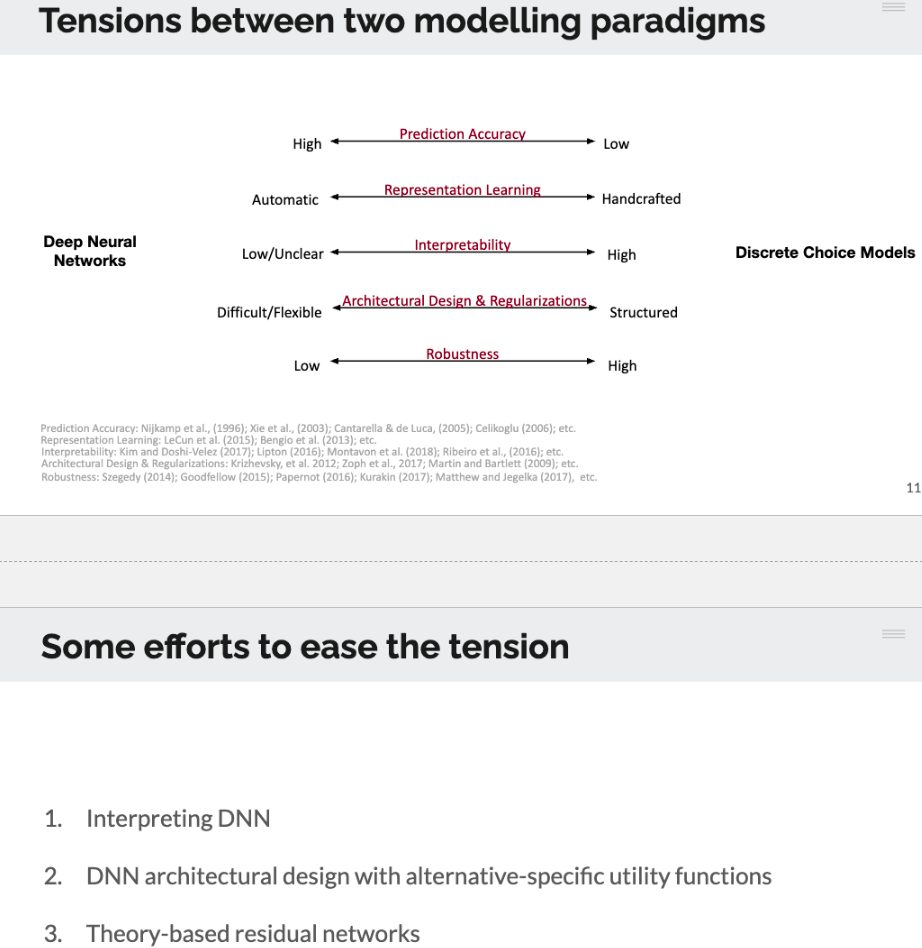 Tensions between two modelling paradigms
Prediction Accuracy
High
Low
Representation Learning
Automatic
Handcrafted
Deep Neural
Networks
Interpretability
Low/Unclear
High
Discrete Choice Models
Architectural Design & Regularizations
Difficult/Flexible
Structured
Robustness
Low
High
Prediction Accuracy: Nijkamp et al., (1996); Xie et al., (2003); Cantarella & de Luca, (2005); Celikoglu (2006); etc.
Representation Learning: LeCun et al. (2015); Bengio et al. (2013); etc.
Interpretability: Kim and Doshi-Velez (2017); Lipton (2016); Montavon et al. (2018); Ribeiro et al., (2016); etc.
Architectural Design & Regularizations: Krizhevsky, et al. 2012; Zoph et al., 2017; Martin and Bartlett (2009); etc.
Robustness: Szegedy (2014); Goodfellow (2015); Papernot (2016); Kurakin (2017); Matthew and Jegelka (2017), etc.
11
Some efforts to ease the tension
1. Interpreting DNN
2. DNN architectural design with alternative-specific utility functions
3. Theory-based residual networks